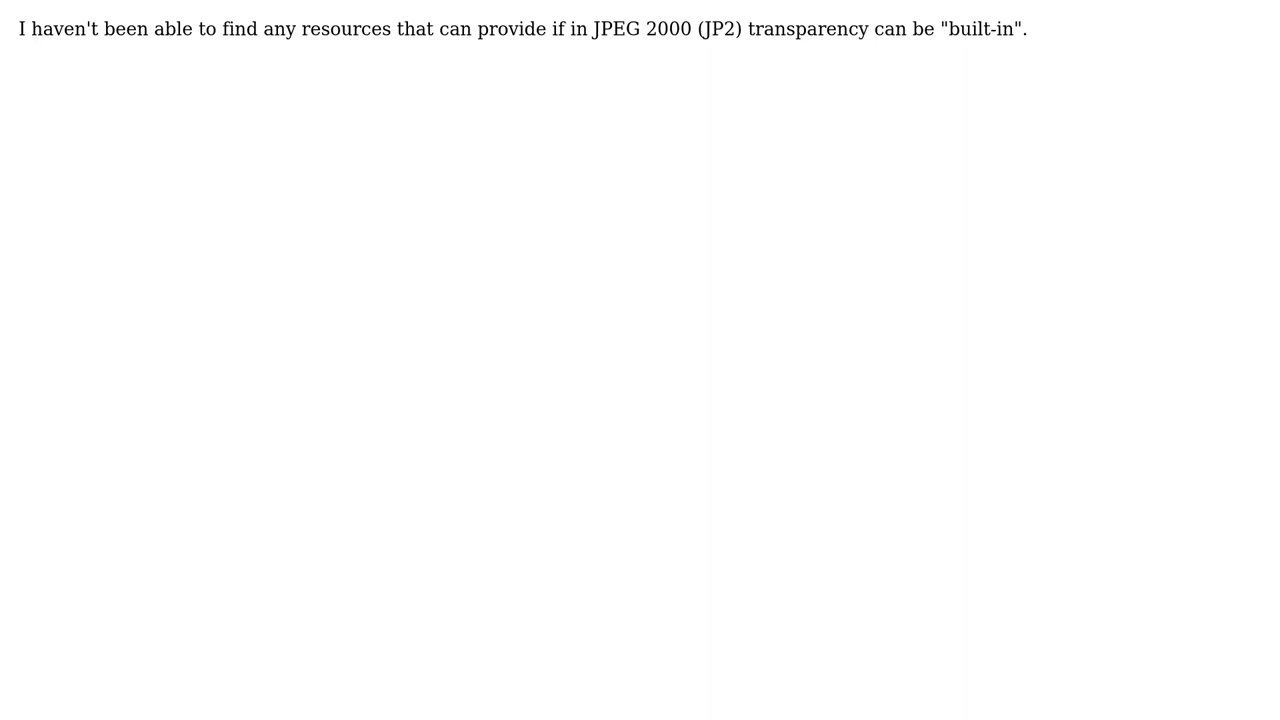 I haven't been able to find any resources that can provide if in JPEG 2000 (JP2) transparency can be "built-in".